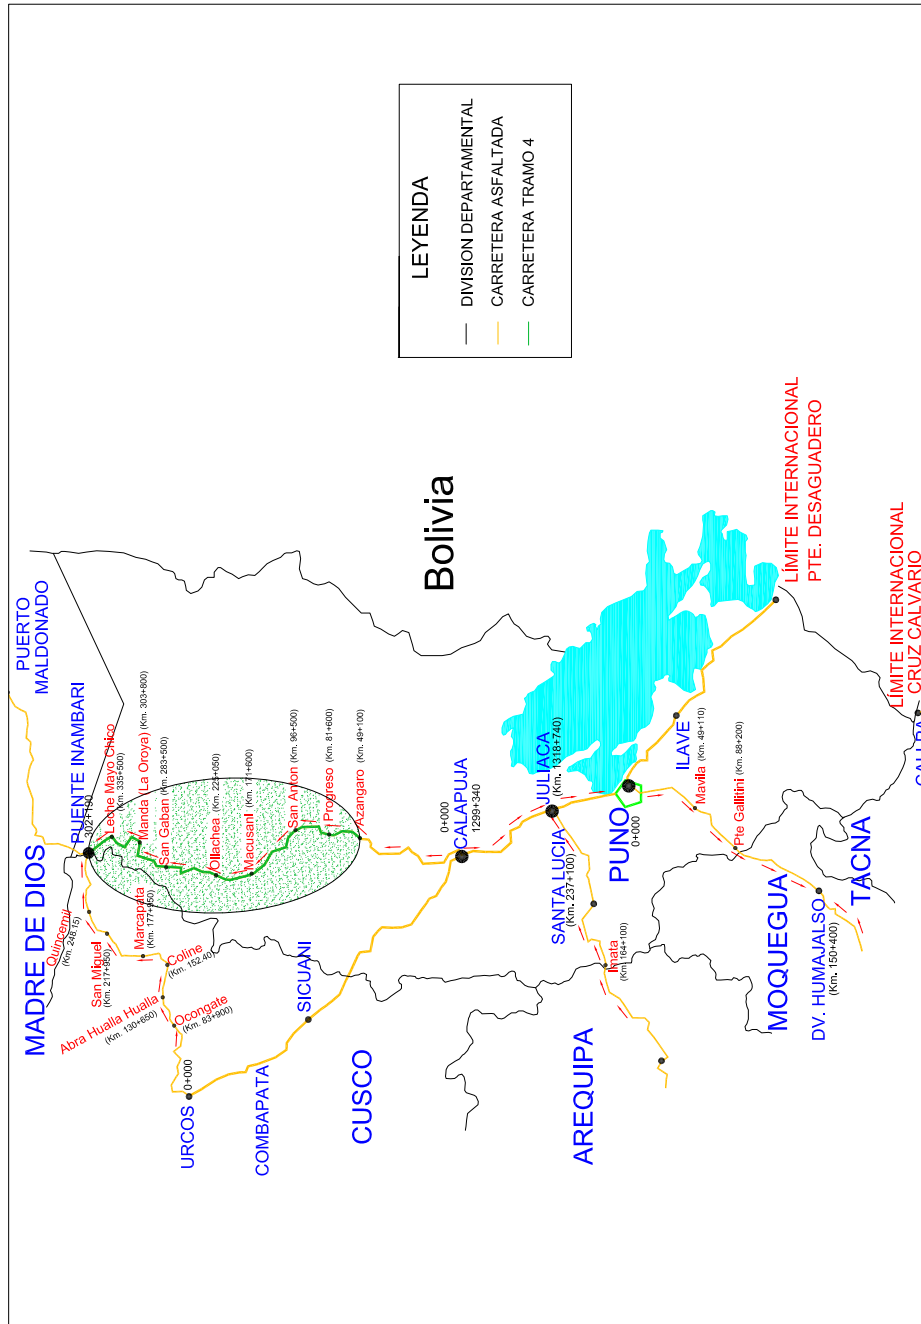 PUERTO
MALDONADO
MADRE DE DIOS
PUENTE INAMBARI
302+190
Leche Mayo Chico
(Km. 335+500)
Manda (La Oroya) (Km. 303+800)
San Gaban (Km. 283+500)
Ollachea (Km. 225+050)
Macusani (Km. 171+600)
San Anton (Km. 96+500)
Progreso (Km. 81+600)
Azangaro (Km. 49+100)
Quincemil
(Km. 248.15)
San Miguel
(Km. 217+950)
Marcapata
(Km. 177+950)
Coline
(Km. 152.40)
Abra Hualla Hualla
(Km. 130+650)
Ocongate
(Km. 83+900)
URCOS
0+000
COMBAPATA
SICUANI
CUSCO
0+000
CALAPUJA
1299+340
JULIACA
(Km. 1318+740)
SANTA LUCIA
(Km. 237+100)
Imata
(Km 164+100)
AREQUIPA
PUNO
0+000
ILAVE
Mavila (Km. 49+110)
Pte Gallitini (Km. 88+200)
MOQUEGUA
DV. HUMAJALSO
(Km. 150+400)
TACNA
Bolivia
LÍMITE INTERNACIONAL
PTE. DESAGUADERO
LÍMITE INTERNACIONAL
CRUZ CALVARIO
LEYENDA
DIVISION DEPARTAMENTAL
CARRETERA ASFALTADA
CARRETERA TRAMO 4